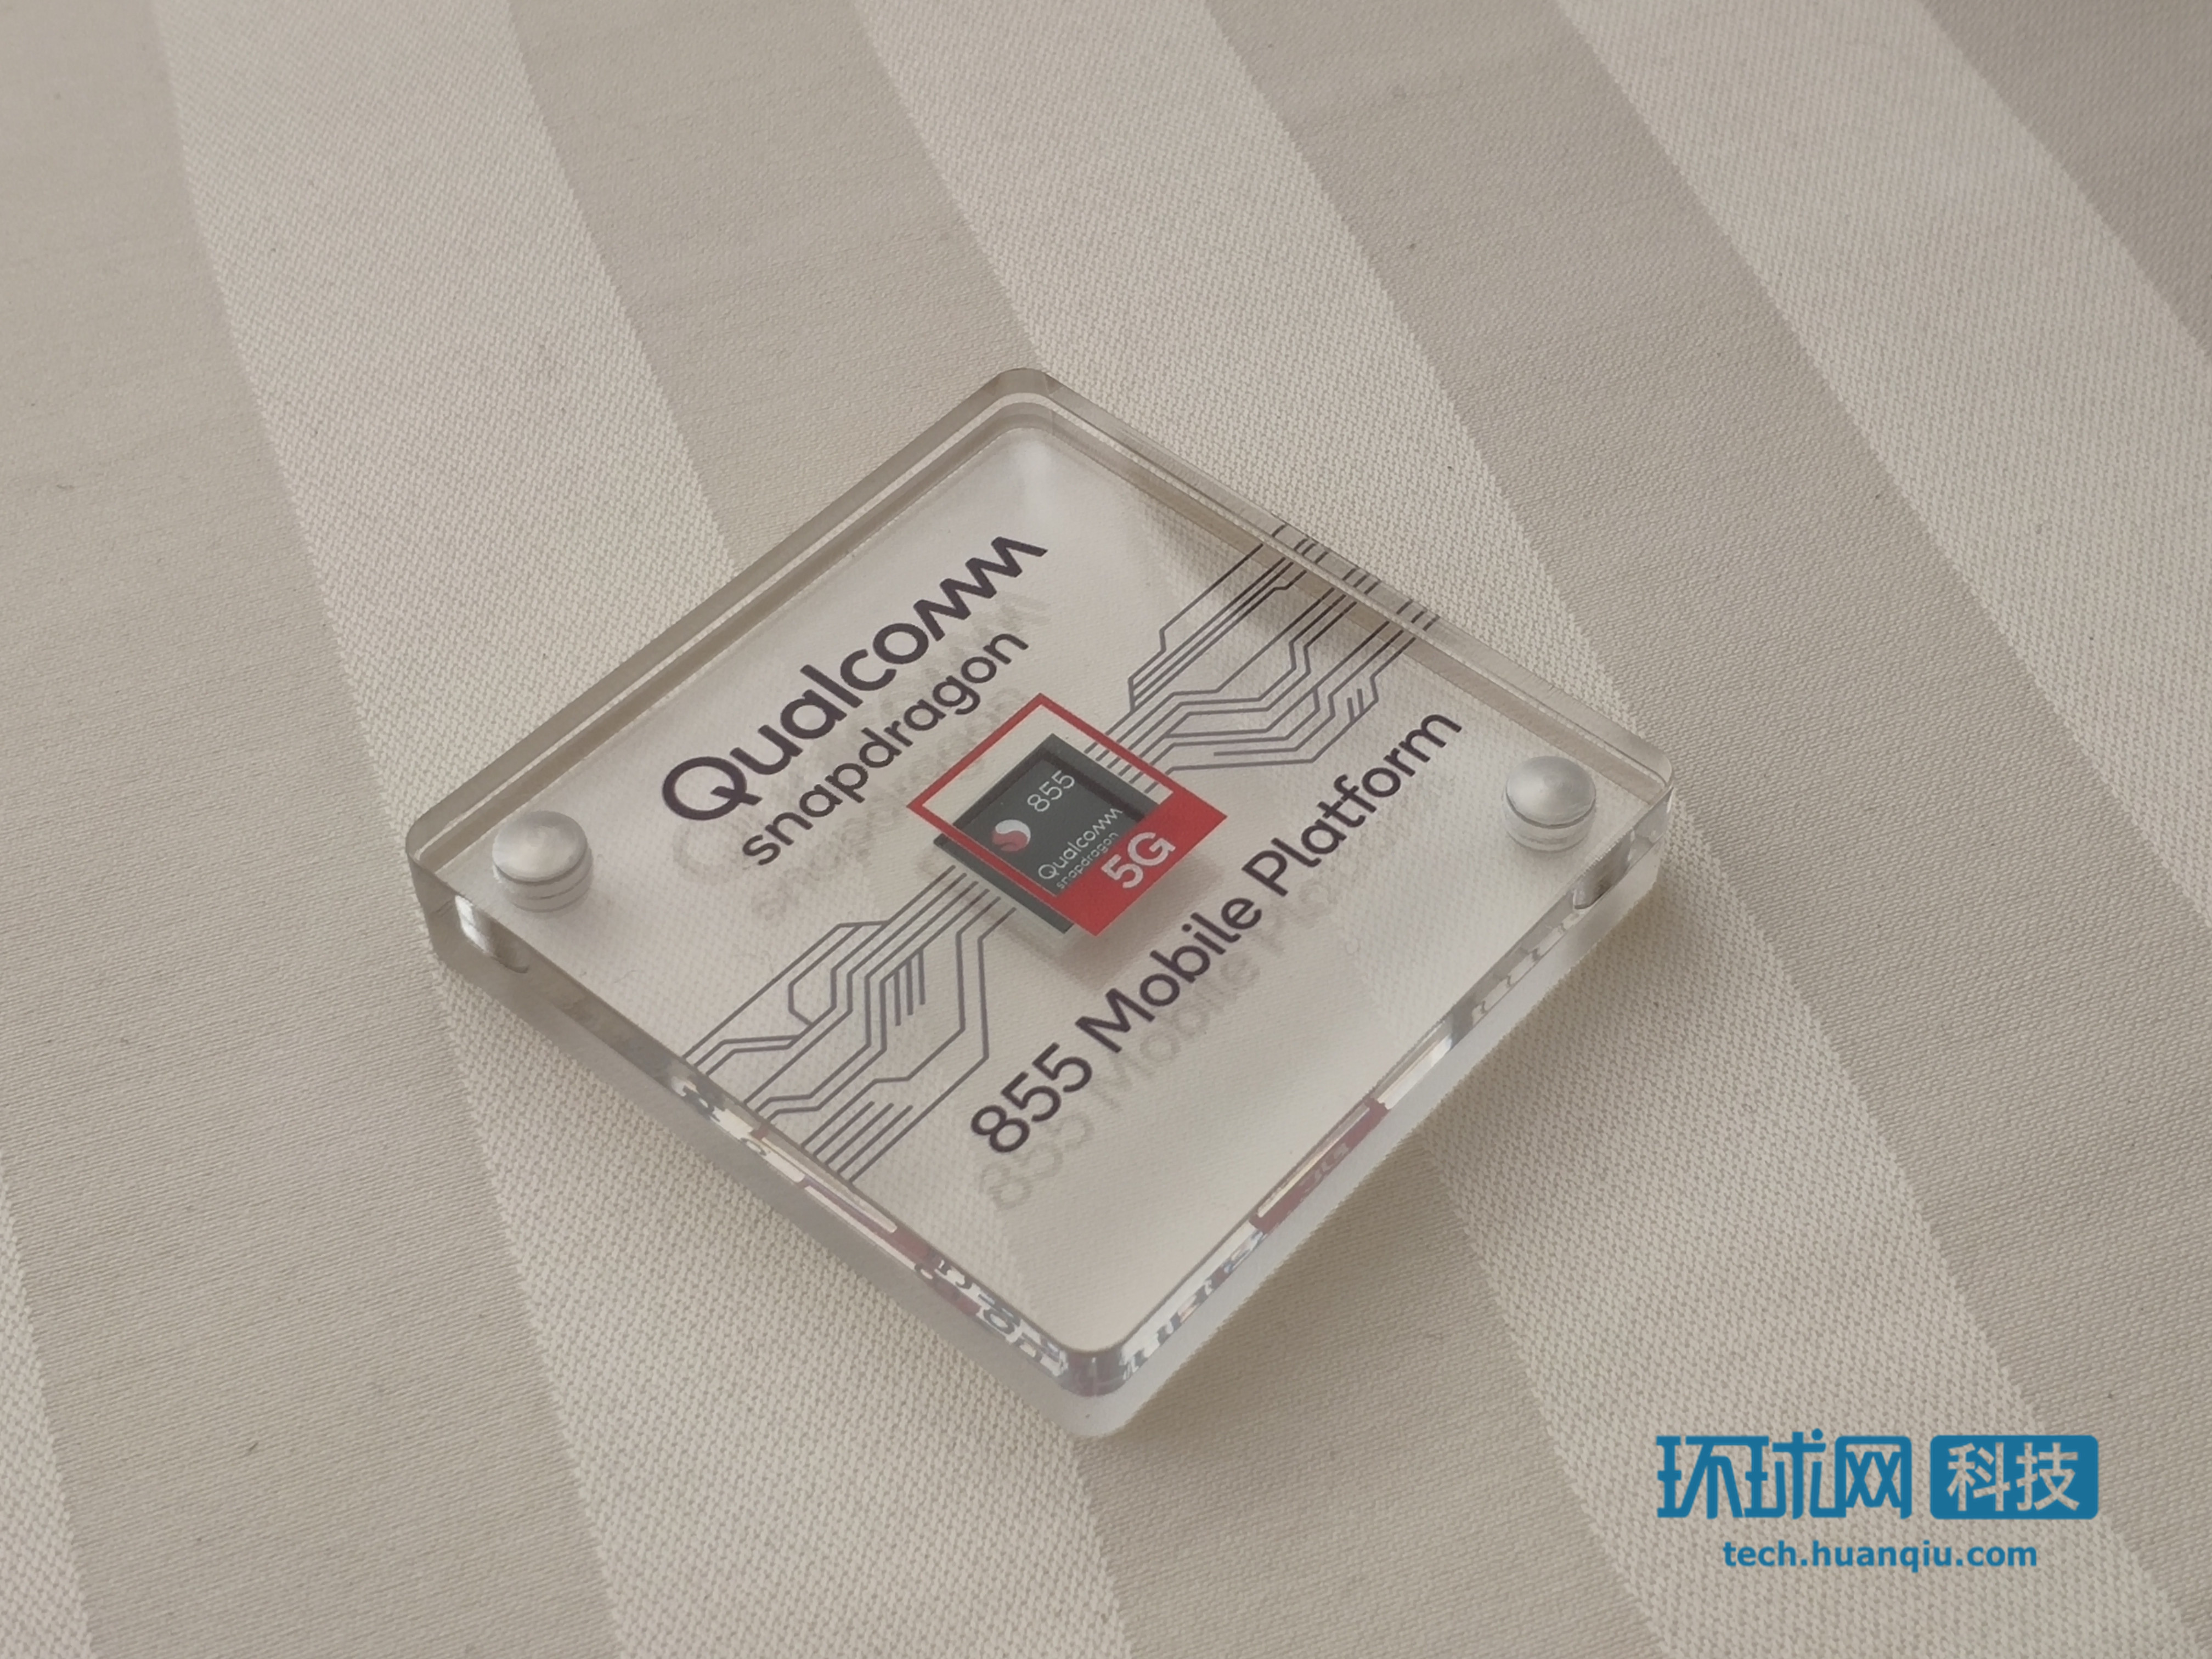 Qualcomm
snapdragon
855
Qualcomm
snapdragon
5G
855 Mobile Platform
环球网 科技
tech.huanqiu.com